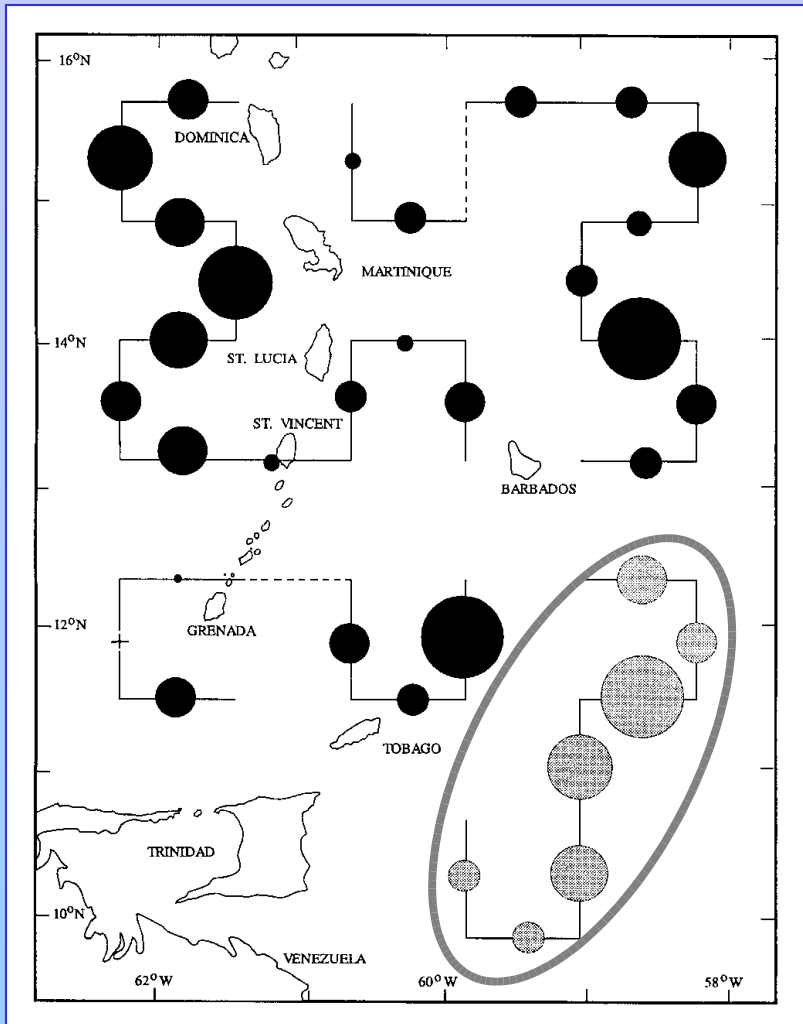 16°N
DOMINICA
MARTINIQUE
14°N
ST. LUCIA
ST. VINCENT
BARBADOS
12°N
GRENADA
TOBAGO
TRINIDAD
10°N
VENEZUELA
62°W
60°W
58°W